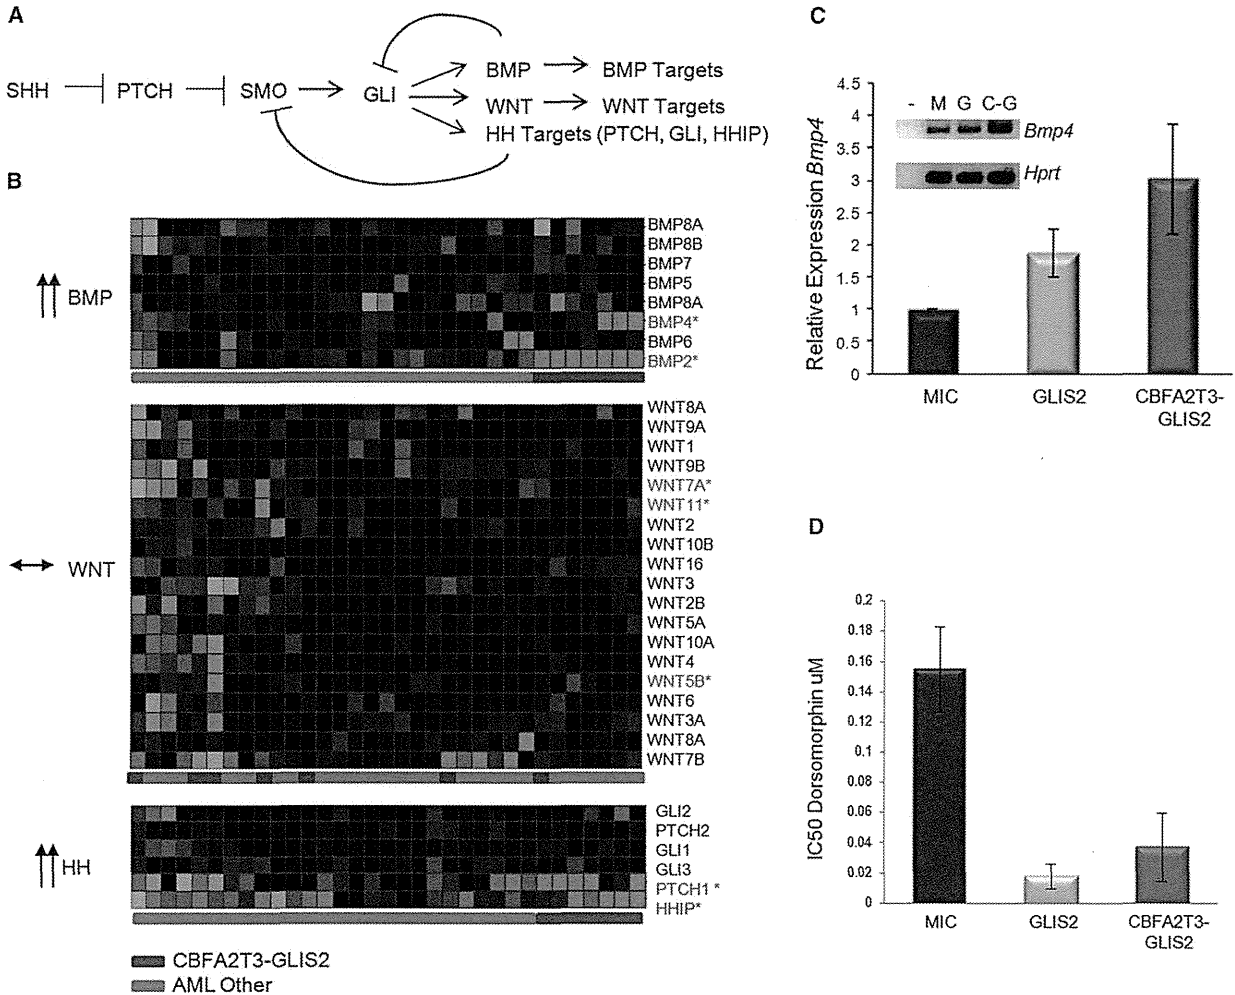 A
SHH
PTCH
SMO
GLI
BMP
BMP Targets
WNT
WNT Targets
HH Targets (PTCH, GLI, HHIP)
B
BMP
BMP8A
BMP8B
BMP7
BMP5
BMP8A
BMP4*
BMP6
BMP2*
WNT
WNT8A
WNT9A
WNT1
WNT9B
WNT7A*
WNT11*
WNT2
WNT10B
WNT16
WNT3
WNT2B
WNT5A
WNT10A
WNT4
WNT5B*
WNT6
WNT3A
WNT8A
WNT7B
HH
GLI2
PTCH2
GLI1
GLI3
PTCH1*
HHIP*
CBFA2T3-GLIS2
AML Other
C
Relative Expression Bmp4
4.5
4
3.5
3
2.5
2
1.5
1
0.5
0
- M G C-G
Bmp4
Hprt
MIC
GLIS2
CBFA2T3-
GLIS2
D
IC50 Dorsomorphin uM
0.2
0.18
0.16
0.14
0.12
0.1
0.08
0.06
0.04
0.02
0
MIC
GLIS2
CBFA2T3-
GLIS2